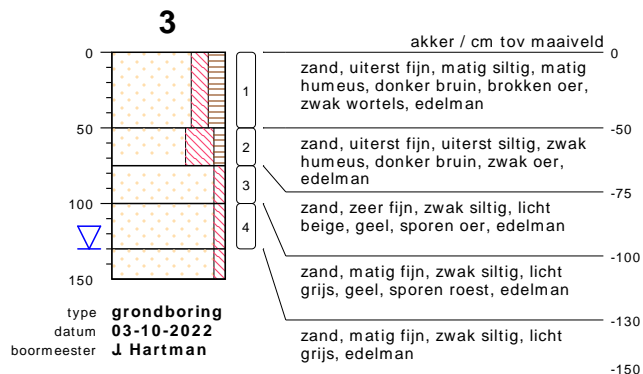 3
akker / cm tov maaiveld
0
0
zand, uiterst fijn, matig siltig, matig
humeus, donker bruin, brokken oer,
zwak wortels, edelman
1
50
-50
zand, uiterst fijn, uiterst siltig, zwak
humeus, donker bruin, zwak oer,
edelman
2
-75
3
zand, zeer fijn, zwak siltig, licht
beige, geel, sporen oer, edelman
100
4
-100
zand, matig fijn, zwak siltig, licht
grijs, geel, sporen roest, edelman
150
-130
type grondboring
datum 03-10-2022
boormeester J. Hartman
zand, matig fijn, zwak siltig, licht
grijs, edelman
-150